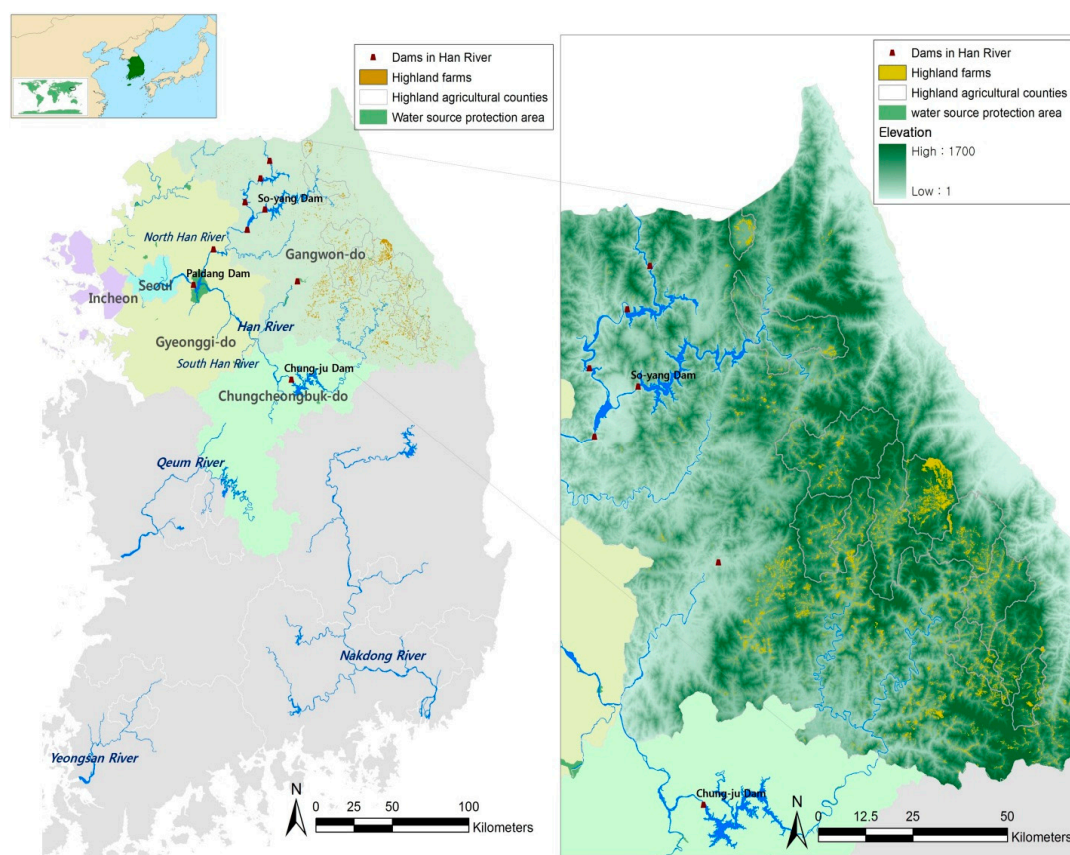 Dams in Han River
Highland farms
Highland agricultural counties
Water source protection area
So-yang Dam
North Han River
Gangwon-do
Paldang Dam
Seoul
Incheon
Han River
Gyeonggi-do
South Han River
Chung-ju Dam
Chungcheongbuk-do
Qeum River
Nakdong River
Yeongsan River
N
0 25 50 100
Kilometers
Dams in Han River
Highland farms
Highland agricultural counties
water source protection area
Elevation
High : 1700
Low : 1
So-yang Dam
Chung-ju Dam
N
0 12.5 25 50
Kilometers